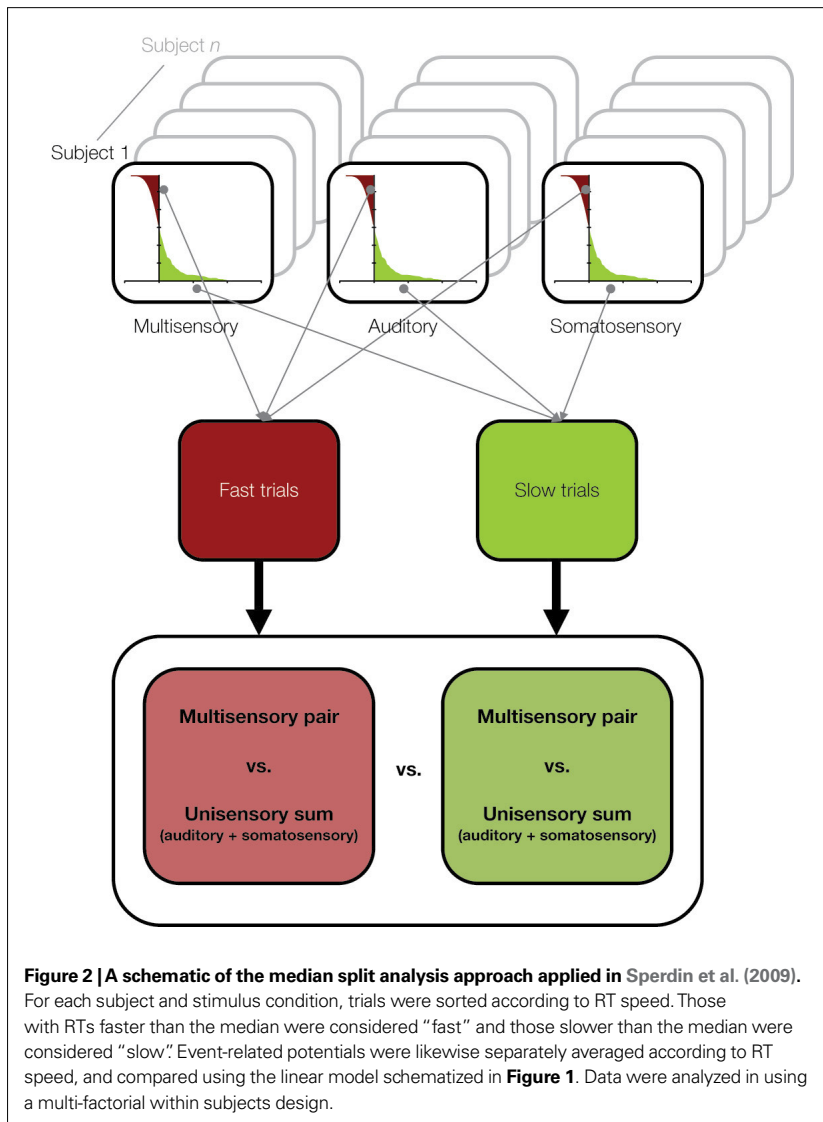 Subject n
Subject 1
Multisensory
Auditory
Somatosensory
Fast trials
Slow trials
Multisensory pair
vs.
Unisensory sum
(auditory + somatosensory)
vs.
Multisensory pair
vs.
Unisensory sum
(auditory + somatosensory)
Figure 2 | A schematic of the median split analysis approach applied in Sperdin et al. (2009).
For each subject and stimulus condition, trials were sorted according to RT speed. Those
with RTs faster than the median were considered “fast” and those slower than the median were
considered “slow”. Event-related potentials were likewise separately averaged according to RT
speed, and compared using the linear model schematized in Figure 1. Data were analyzed in using
a multi-factorial within subjects design.